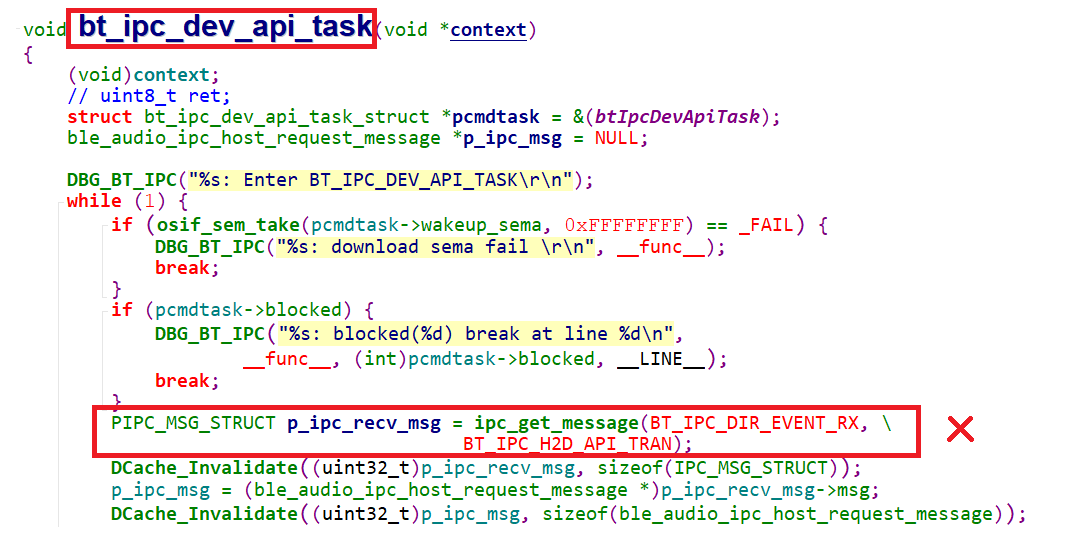 void bt_ipc_dev_api_task(void *context)
{
    (void)context;
    // uint8_t ret;
    struct bt_ipc_dev_api_task_struct *pcmdtask = &(btIpcDevApiTask);
    ble_audio_ipc_host_request_message *p_ipc_msg = NULL;

    DBG_BT_IPC("%s: Enter BT_IPC_DEV_API_TASK\r\n");
    while (1) {
        if (osif_sem_take(pcmdtask->wakeup_sema, 0xFFFFFFFF) == _FAIL) {
            DBG_BT_IPC("%s: download sema fail \r\n", __func__);
            break;
        }
        if (pcmdtask->blocked) {
            DBG_BT_IPC("%s: blocked(%d) break at line %d\n",
                    __func__, (int)pcmdtask->blocked, __LINE__);
            break;
        }
        PIPC_MSG_STRUCT p_ipc_recv_msg = ipc_get_message(BT_IPC_DIR_EVENT_RX, \
                                        BT_IPC_H2D_API_TRAN);
        DCache_Invalidate((uint32_t)p_ipc_recv_msg, sizeof(IPC_MSG_STRUCT));
        p_ipc_msg = (ble_audio_ipc_host_request_message *)p_ipc_recv_msg->msg;
        DCache_Invalidate((uint32_t)p_ipc_msg, sizeof(ble_audio_ipc_host_request_message));